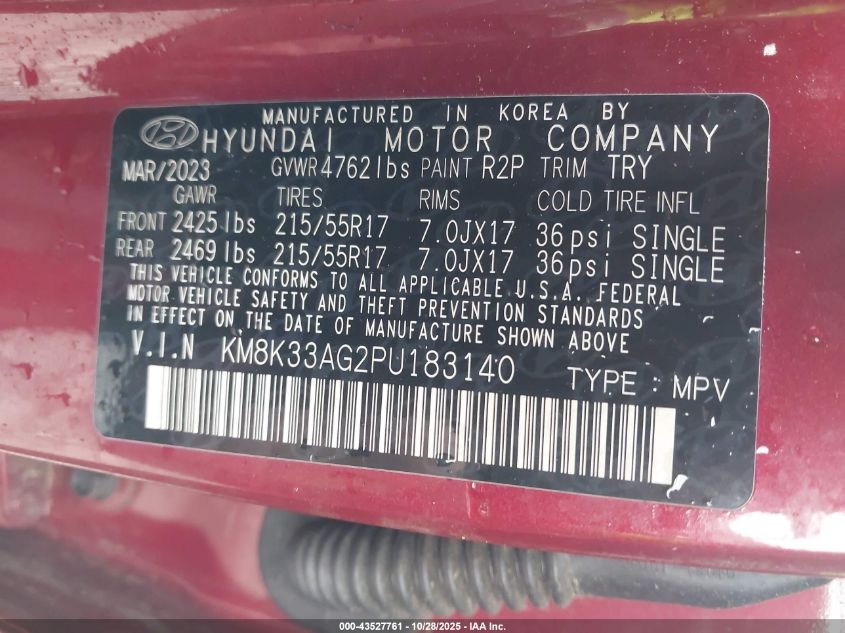 MANUFACTURED IN KOREA BY
HYUNDAI MOTOR COMPANY
MAR/2023 GVWR 4762lbs PAINT R2P TRIM TRY
GAWR TIRES RIMS COLD TIRE INFL
FRONT 2425lbs 215/55R17 7.0JX17 36psi SINGLE
REAR 2469lbs 215/55R17 7.0JX17 36psi SINGLE
THIS VEHICLE CONFORMS TO ALL APPLICABLE U.S.A. FEDERAL
MOTOR VEHICLE SAFETY AND THEFT PREVENTION STANDARDS
IN EFFECT ON THE DATE OF MANUFACTURE SHOWN ABOVE
V.I.N KM8K33AG2PU183140 TYPE : MPV
000-43527761 | 10/28/2025 - IAA Inc.